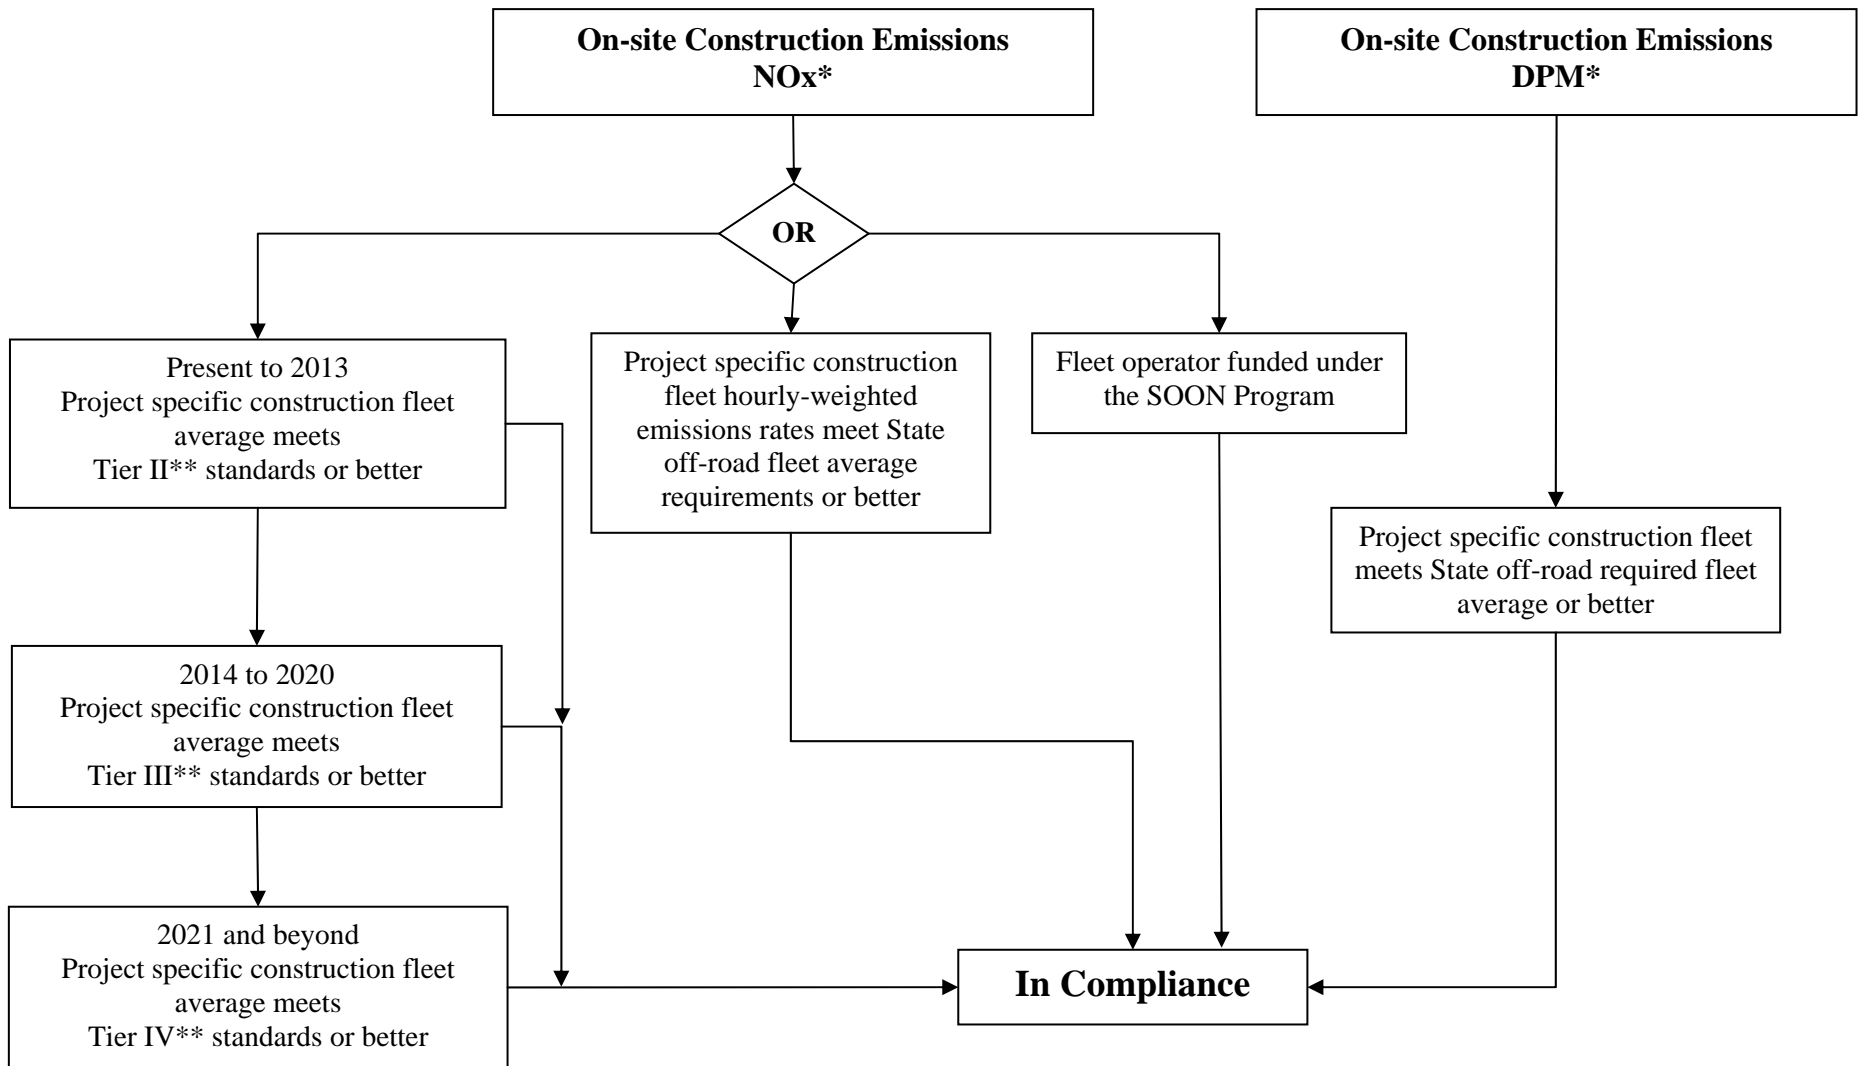 On-site Construction Emissions
NOx*
On-site Construction Emissions
DPM*
OR
Present to 2013
Project specific construction fleet
average meets
Tier II** standards or better
Project specific construction
fleet hourly-weighted
emissions rates meet State
off-road fleet average
requirements or better
Fleet operator funded under
the SOON Program
Project specific construction fleet
meets State off-road required fleet
average or better
2014 to 2020
Project specific construction fleet
average meets
Tier III** standards or better
2021 and beyond
Project specific construction fleet
average meets
Tier IV** standards or better
In Compliance